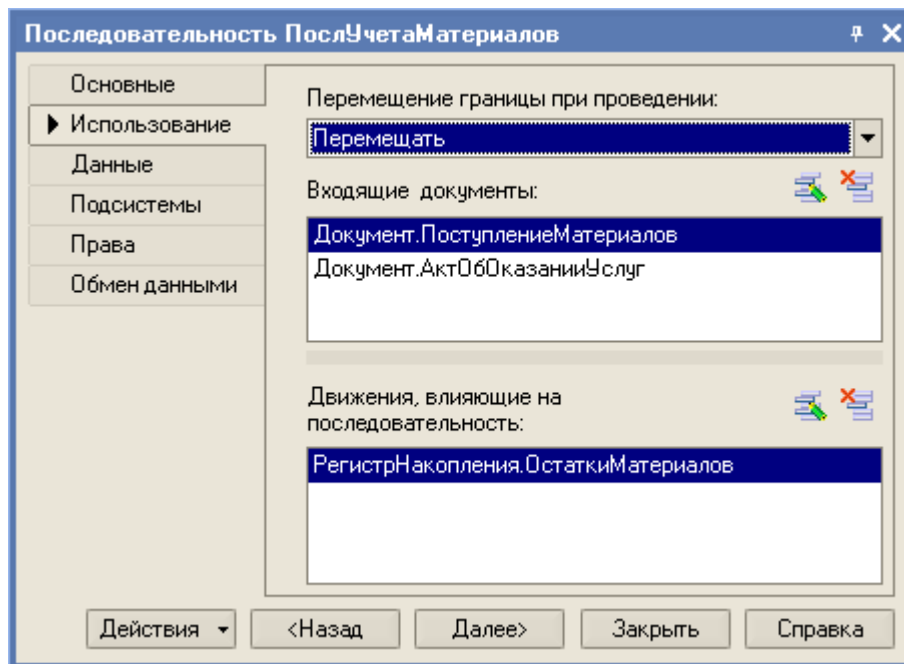 Последовательность ПослУчетаМатериалов
Основные
Использование
Данные
Подсистемы
Права
Обмен данными
Перемещение границы при проведении:
Перемещать
Входящие документы:
Документ.ПоступлениеМатериалов
Документ.АктОбОказанииУслуг
Движения, влияющие на
последовательность:
РегистрНакопления.ОстаткиМатериалов
Действия
<Назад
Далее>
Закрыть
Справка